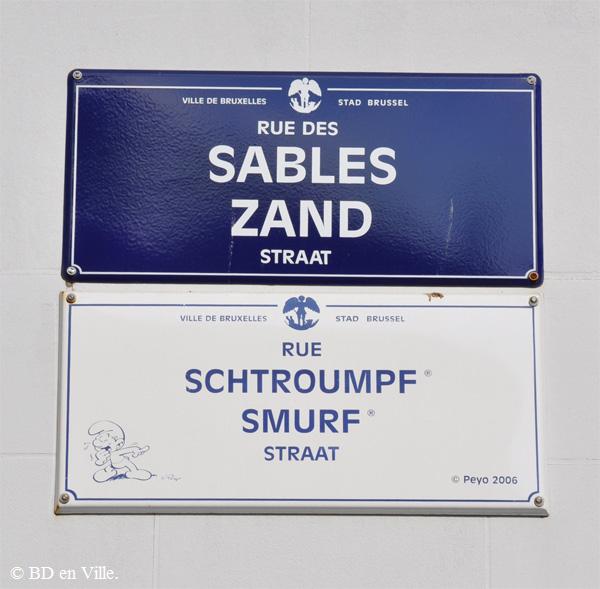 VILLE DE BRUXELLES STAD BRUSSEL
RUE DES
SABLES
ZAND
STRAAT
VILLE DE BRUXELLES STAD BRUSSEL
RUE
SCHTROUMPF®
SMURF®
STRAAT
© Peyo 2006
© BD en Ville.